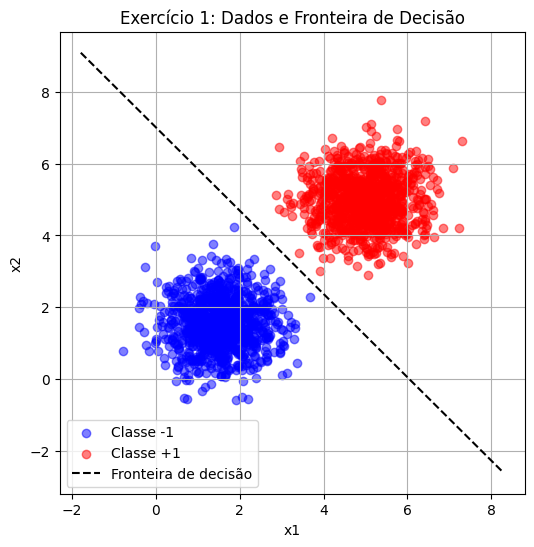 Exercício 1: Dados e Fronteira de Decisão
x2
8
6
4
2
0
−2
Classe -1
Classe +1
Fronteira de decisão
−2
0
2
4
6
8
x1